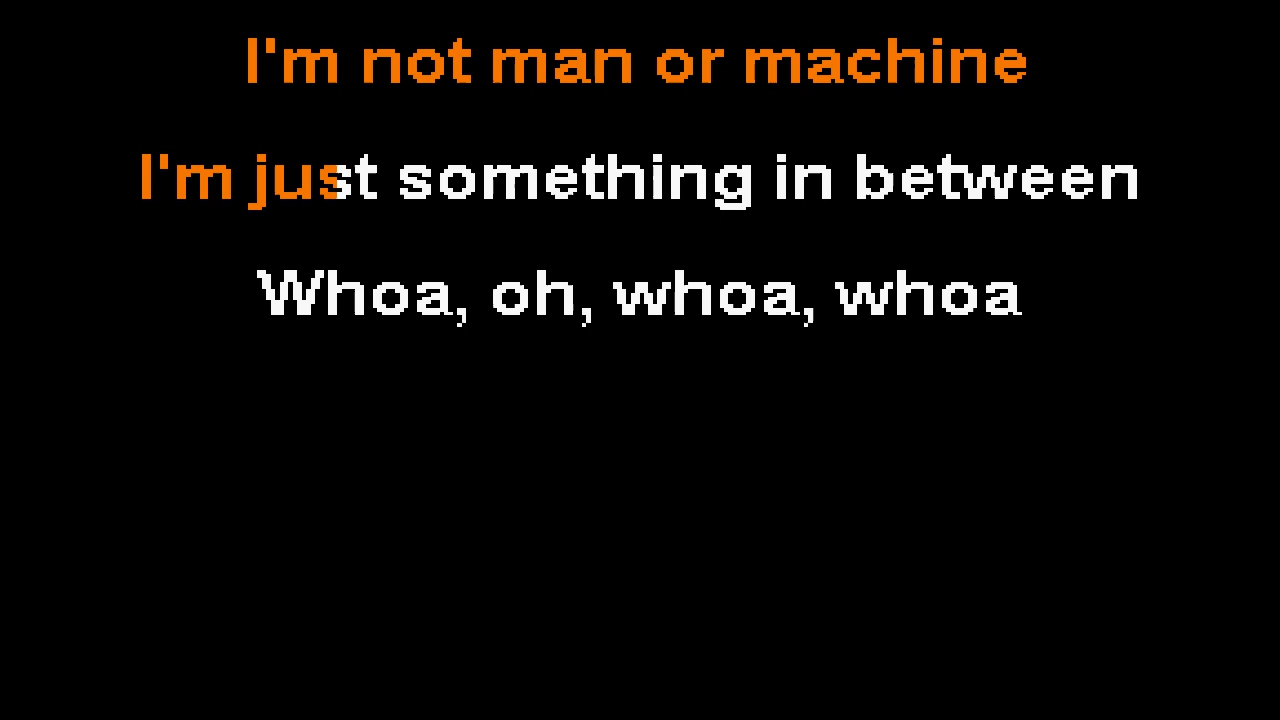 I'm not man or machine
I'm just something in between
Whoa, oh, whoa, whoa